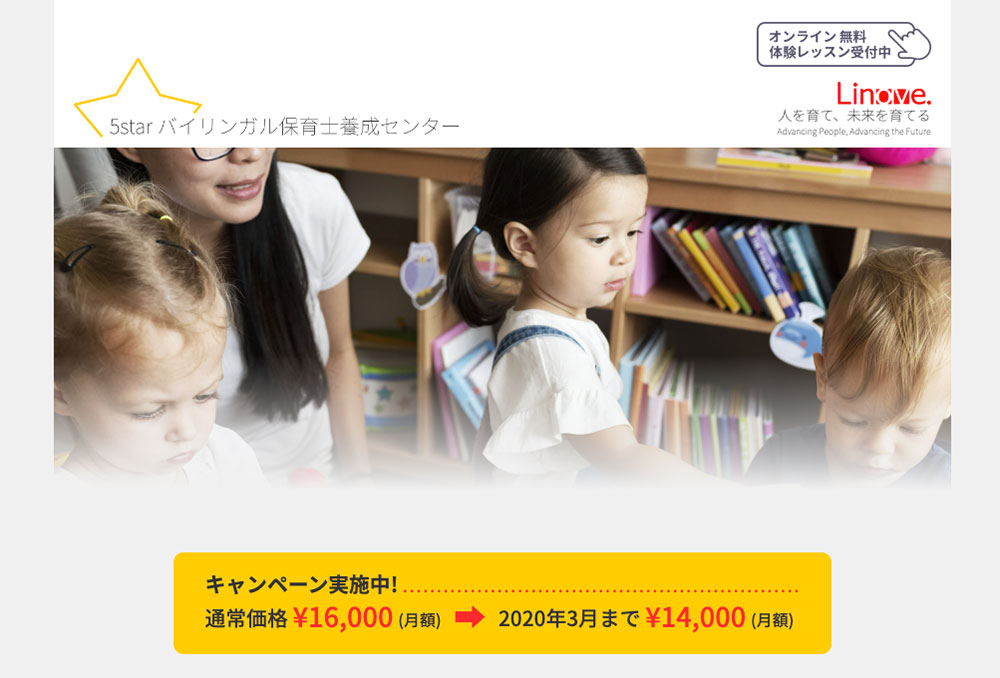 オンライン 無料
体験レッスン受付中
5star バイリンガル保育士養成センター
Linove.
人を育て、未来を育てる
Advancing People, Advancing the Future
キャンペーン実施中!
通常価格 ¥16,000 (月額) 2020年3月まで ¥14,000 (月額)